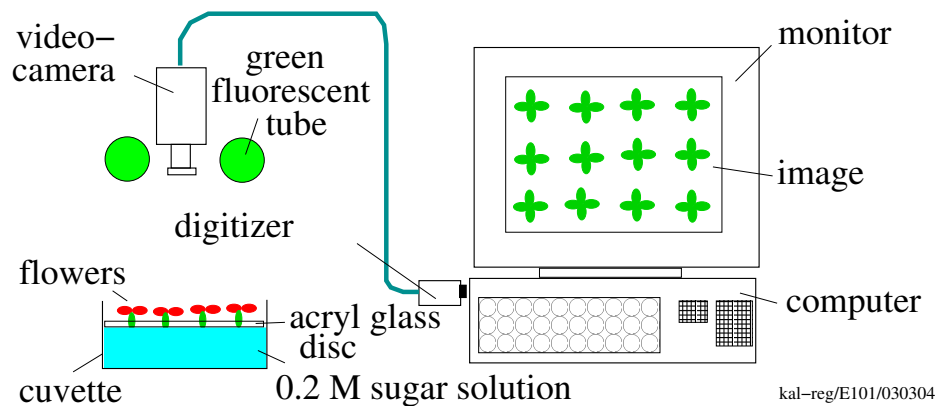 video−
camera
green
fluorescent
tube
monitor
image
digitizer
flowers
acryl glass
disc
computer
cuvette
0.2 M sugar solution
kal−reg/E101/030304